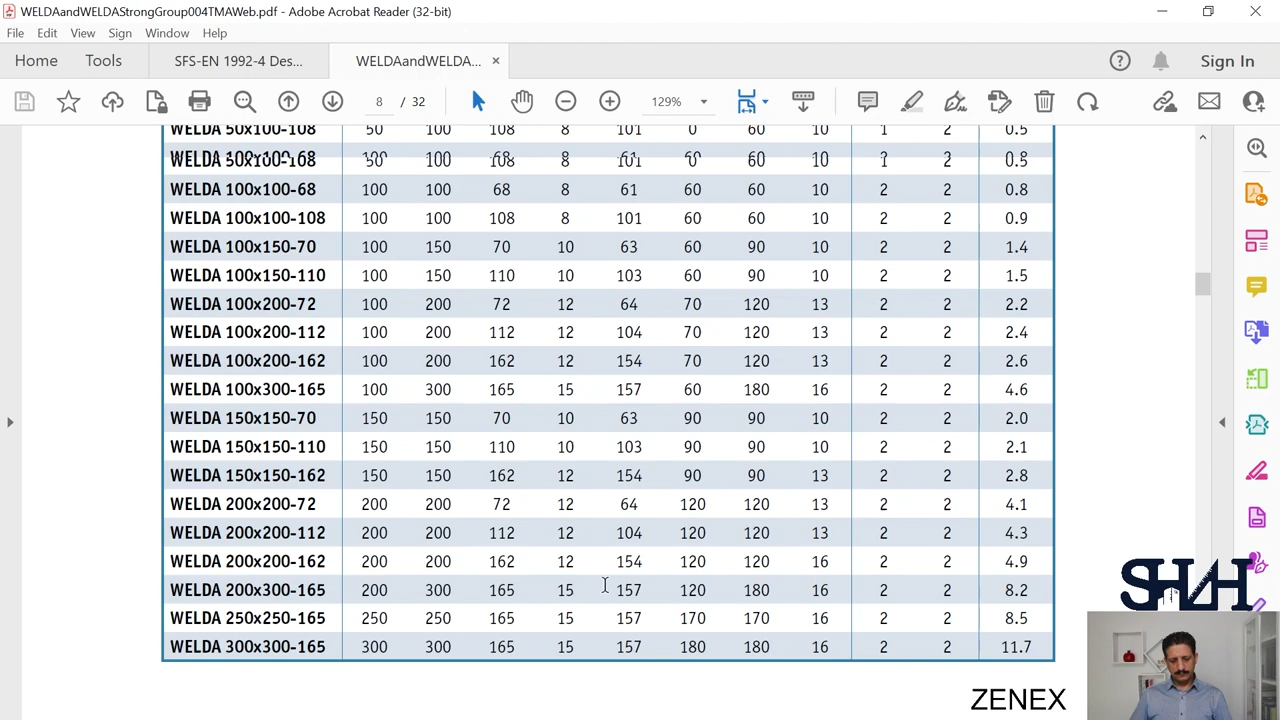 WELDAandWELDAStrongGroup004TMAWeb.pdf - Adobe Acrobat Reader (32-bit)
File Edit View Sign Window Help
Home Tools SFS-EN 1992-4 Des... WELDAandWELDA... × Sign In
8 / 32 129%
WELDA 50x100-108 50 100 108 8 101 0 60 10 1 2 0.5
WELDA 100x100-68 100 100 68 8 61 60 60 10 2 2 0.8
WELDA 100x100-108 100 100 108 8 101 60 60 10 2 2 0.9
WELDA 100x150-70 100 150 70 10 63 60 90 10 2 2 1.4
WELDA 100x150-110 100 150 110 10 103 60 90 10 2 2 1.5
WELDA 100x200-72 100 200 72 12 64 70 120 13 2 2 2.2
WELDA 100x200-112 100 200 112 12 104 70 120 13 2 2 2.4
WELDA 100x200-162 100 200 162 12 154 70 120 13 2 2 2.6
WELDA 100x300-165 100 300 165 15 157 60 180 16 2 2 4.6
WELDA 150x150-70 150 150 70 10 63 90 90 10 2 2 2.0
WELDA 150x150-110 150 150 110 10 103 90 90 10 2 2 2.1
WELDA 150x150-162 150 150 162 12 154 90 90 13 2 2 2.8
WELDA 200x200-72 200 200 72 12 64 120 120 13 2 2 4.1
WELDA 200x200-112 200 200 112 12 104 120 120 13 2 2 4.3
WELDA 200x200-162 200 200 162 12 154 120 120 16 2 2 4.9
WELDA 200x300-165 200 300 165 15 157 120 180 16 2 2 8.2
WELDA 250x250-165 250 250 165 15 157 170 170 16 2 2 8.5
WELDA 300x300-165 300 300 165 15 157 180 180 16 2 2 11.7
ZENEX